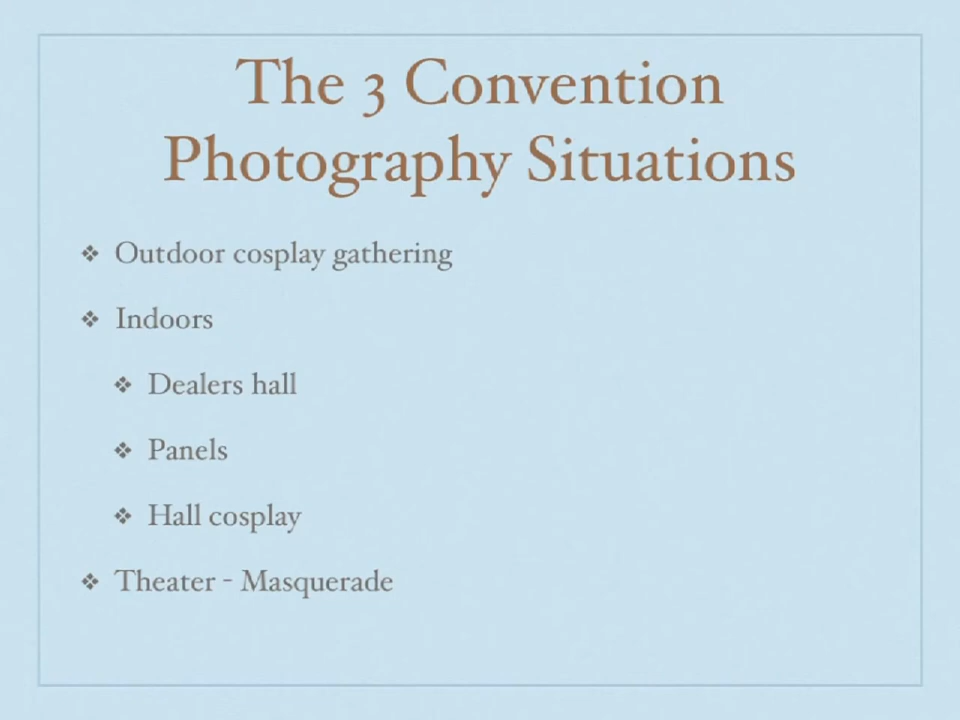 The 3 Convention
Photography Situations
Outdoor cosplay gathering
Indoors
Dealers hall
Panels
Hall cosplay
Theater - Masquerade